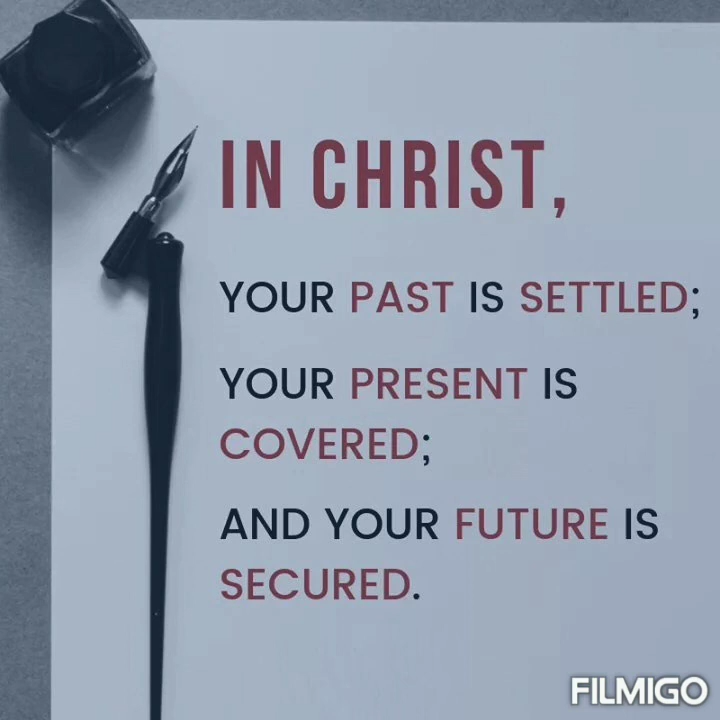 IN CHRIST,
YOUR PAST IS SETTLED;
YOUR PRESENT IS
COVERED;
AND YOUR FUTURE IS
SECURED.
FILMIGO